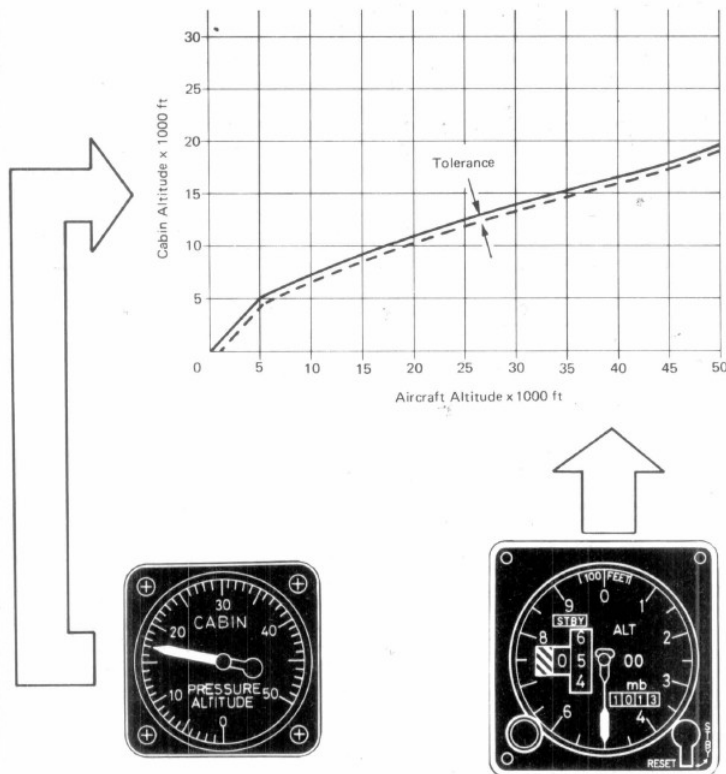 30
25
20
15
10
5
0
Cabin Altitude x 1000 ft
Tolerance
5 10 15 20 25 30 35 40 45 50
Aircraft Altitude x 1000 ft
30
CABIN
20 40
PRESSURE
10 50
ALTITUDE
0
100 FEET
0
9 1
STBY
ALT
8 6 2
0 5 00
4
mb 3
1013
6 4
STBY
RESET